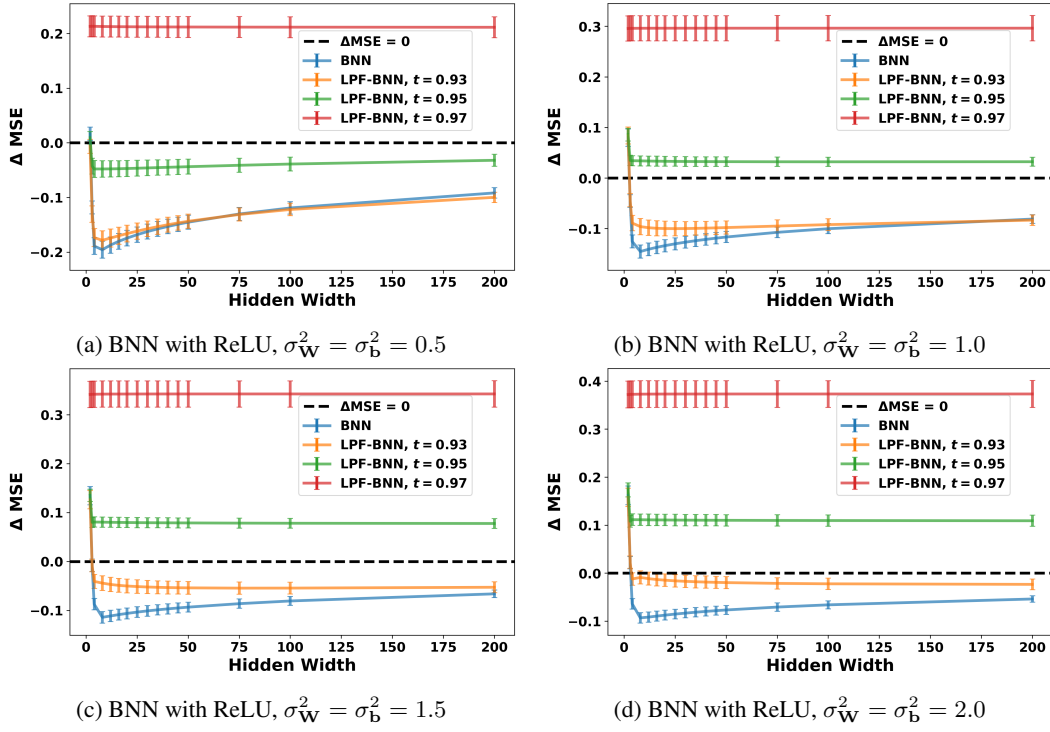 0.2
0.1
0.0
−0.1
−0.2
Δ MSE
ΔMSE = 0
BNN
LPF-BNN, t = 0.93
LPF-BNN, t = 0.95
LPF-BNN, t = 0.97
0 25 50 75 100 125 150 175 200
Hidden Width
(a) BNN with ReLU, σ²_W = σ²_b = 0.5
0.3
0.2
0.1
0.0
−0.1
Δ MSE
ΔMSE = 0
BNN
LPF-BNN, t = 0.93
LPF-BNN, t = 0.95
LPF-BNN, t = 0.97
0 25 50 75 100 125 150 175 200
Hidden Width
(b) BNN with ReLU, σ²_W = σ²_b = 1.0
0.3
0.2
0.1
0.0
−0.1
Δ MSE
ΔMSE = 0
BNN
LPF-BNN, t = 0.93
LPF-BNN, t = 0.95
LPF-BNN, t = 0.97
0 25 50 75 100 125 150 175 200
Hidden Width
(c) BNN with ReLU, σ²_W = σ²_b = 1.5
0.4
0.3
0.2
0.1
0.0
−0.1
Δ MSE
ΔMSE = 0
BNN
LPF-BNN, t = 0.93
LPF-BNN, t = 0.95
LPF-BNN, t = 0.97
0 25 50 75 100 125 150 175 200
Hidden Width
(d) BNN with ReLU, σ²_W = σ²_b = 2.0